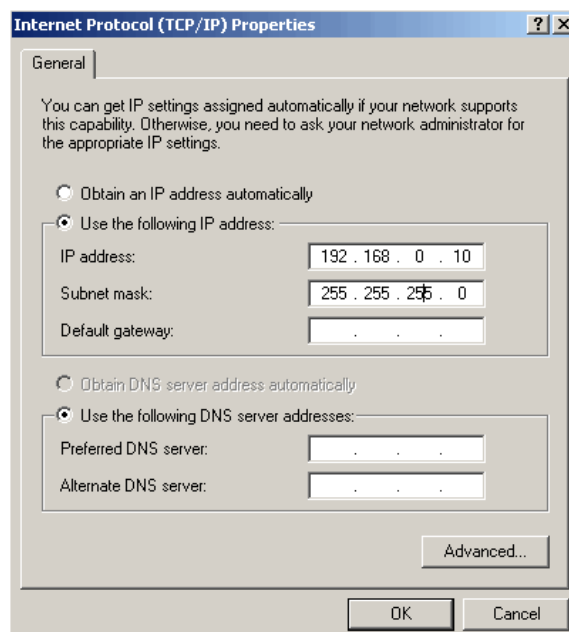 Internet Protocol (TCP/IP) Properties
General
You can get IP settings assigned automatically if your network supports
this capability. Otherwise, you need to ask your network administrator for
the appropriate IP settings.
Obtain an IP address automatically
Use the following IP address:
IP address: 192 . 168 . 0 . 10
Subnet mask: 255 . 255 . 255 . 0
Default gateway: . . .
Obtain DNS server address automatically
Use the following DNS server addresses:
Preferred DNS server: . . .
Alternate DNS server: . . .
Advanced...
OK Cancel